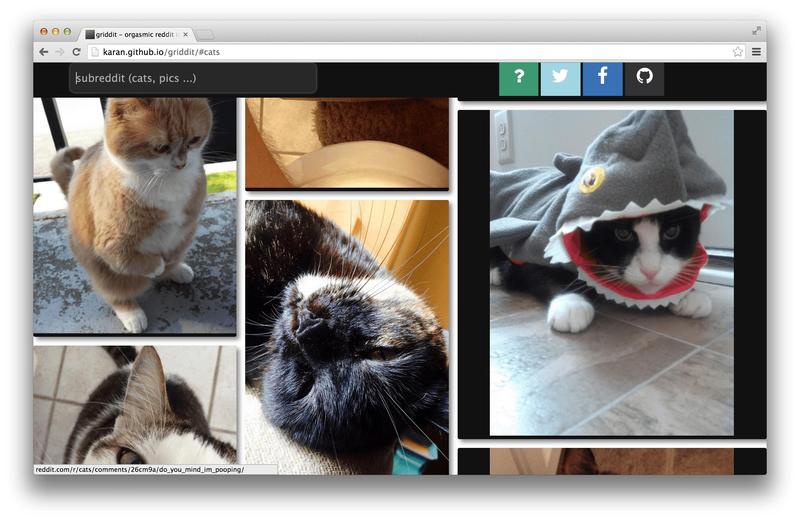 griddit - orgasmic reddit i
karan.github.io/griddit/#cats
subreddit (cats, pics ...)
?
reddit.com/r/cats/comments/26cm9a/do_you_mind_im_pooping/